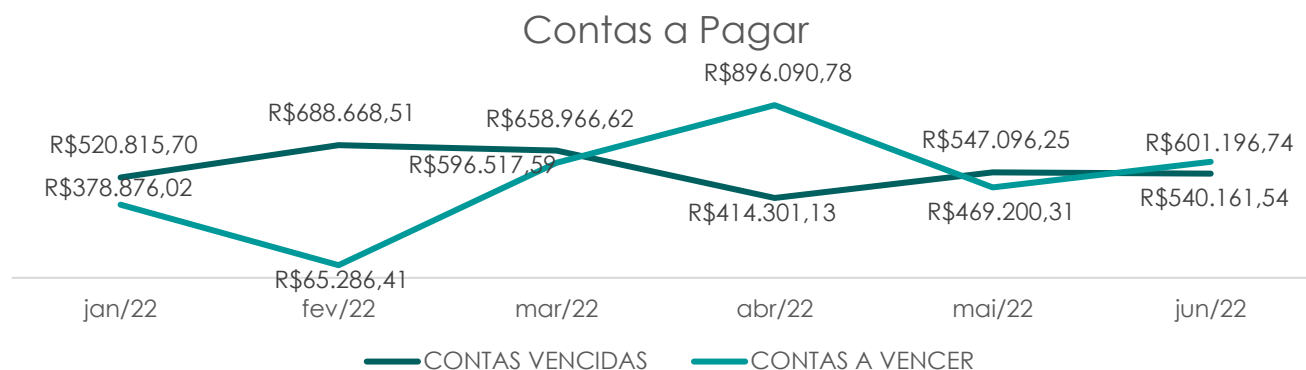 Contas a Pagar
R$896.090,78
R$688.668,51
R$658.966,62
R$547.096,25
R$601.196,74
R$520.815,70
R$596.517,59
R$378.876,02
R$414.301,13
R$469.200,31
R$540.161,54
R$65.286,41
jan/22 fev/22 mar/22 abr/22 mai/22 jun/22
CONTAS VENCIDAS CONTAS A VENCER